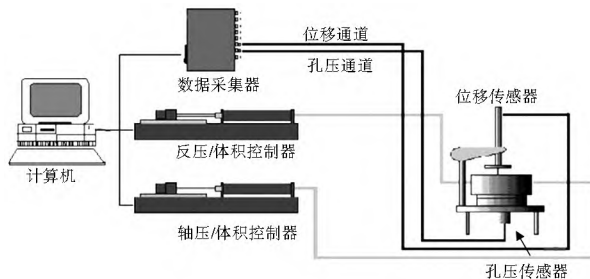 位移通道
孔压通道
数据采集器
位移传感器
计算机
反压/体积控制器
轴压/体积控制器
孔压传感器